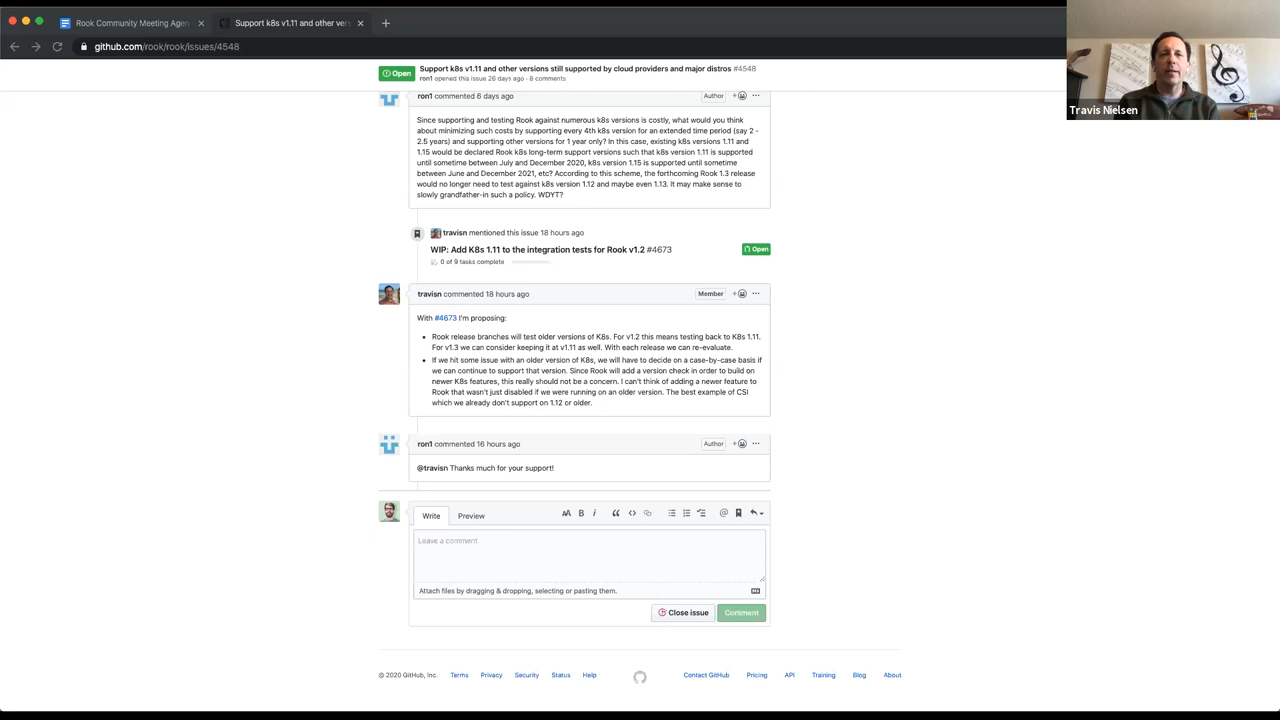 Rook Community Meeting Agen
Support k8s v1.11 and other ver
github.com/rook/rook/issues/4548
Travis Nielsen
Open
Support k8s v1.11 and other versions still supported by cloud providers and major distros #4548
ron1 opened this issue 26 days ago · 8 comments
ron1 commented 6 days ago
Author
Since supporting and testing Rook against numerous k8s versions is costly, what would you think
about minimizing such costs by supporting every 4th k8s version for an extended time period (say 2 -
2.5 years) and supporting other versions for 1 year only? In this case, existing k8s versions 1.11 and
1.15 would be declared Rook k8s long-term support versions such that k8s version 1.11 is supported
until sometime between July and December 2020, k8s version 1.15 is supported until sometime
between June and December 2021, etc? According to this scheme, the forthcoming Rook 1.3 release
would no longer need to test against k8s version 1.12 and maybe even 1.13. It may make sense to
slowly grandfather-in such a policy. WDYT?
travisn mentioned this issue 18 hours ago
WIP: Add K8s 1.11 to the integration tests for Rook v1.2 #4673
Open
0 of 9 tasks complete
travisn commented 18 hours ago
Member
With #4673 I'm proposing:
• Rook release branches will test older versions of K8s. For v1.2 this means testing back to K8s 1.11.
For v1.3 we can consider keeping it at v1.11 as well. With each release we can re-evaluate.
• If we hit some issue with an older version of K8s, we will have to decide on a case-by-case basis if
we can continue to support that version. Since Rook will add a version check in order to build on
newer K8s features, this really should not be a concern. I can't think of adding a newer feature to
Rook that wasn't just disabled if we were running on an older version. The best example of CSI
which we already don't support on 1.12 or older.
ron1 commented 16 hours ago
Author
@travisn Thanks much for your support!
Write
Preview
Leave a comment
Attach files by dragging & dropping, selecting or pasting them.
Close issue
Comment
© 2020 GitHub, Inc.
Terms
Privacy
Security
Status
Help
Contact GitHub
Pricing
API
Training
Blog
About